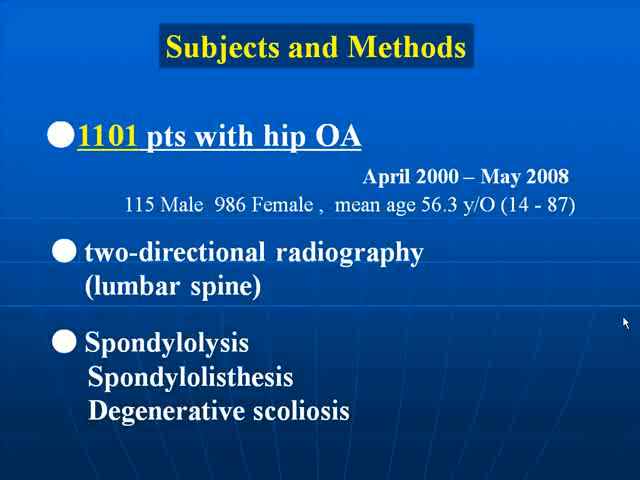 Subjects and Methods
●1101 pts with hip OA
April 2000 – May 2008
115 Male 986 Female , mean age 56.3 y/O (14 - 87)
● two-directional radiography
(lumbar spine)
● Spondylolysis
Spondylolisthesis
Degenerative scoliosis